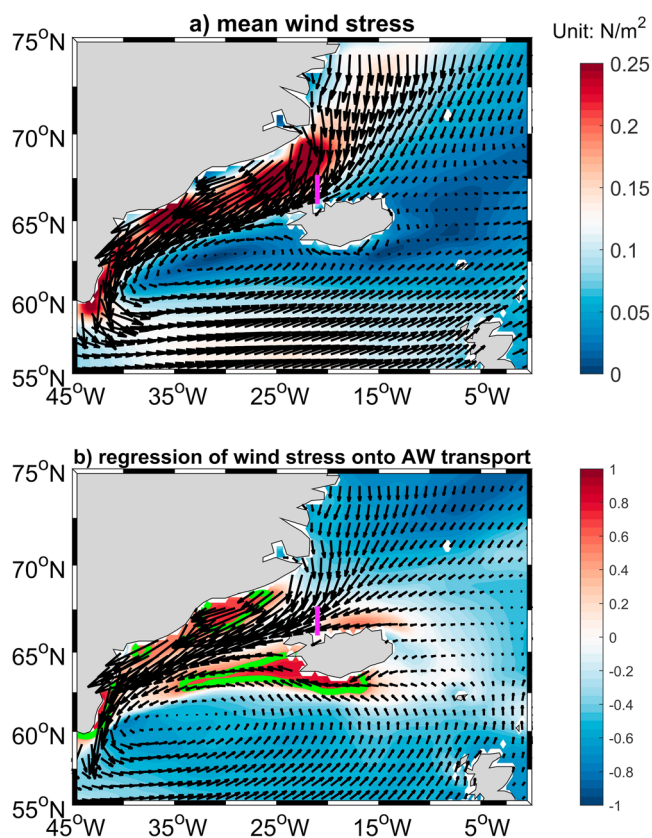 a) mean wind stress
Unit: N/m²
75°N
70°N
65°N
60°N
55°N
45°W 35°W 25°W 15°W 5°W
0.25
0.2
0.15
0.1
0.05
0
b) regression of wind stress onto AW transport
75°N
70°N
65°N
60°N
55°N
45°W 35°W 25°W 15°W 5°W
1
0.8
0.6
0.4
0.2
0
-0.2
-0.4
-0.6
-0.8
-1